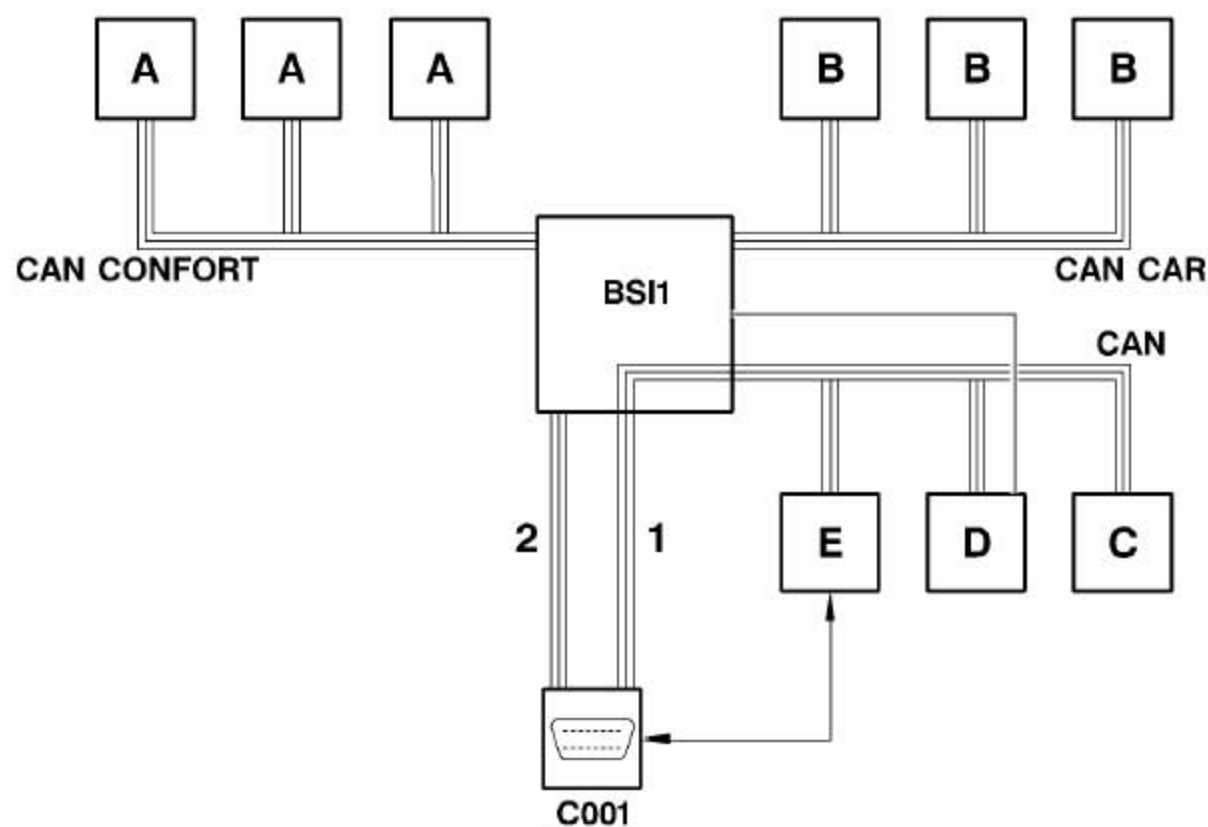 A A A B B B
CAN CONFORT
CAN CAR
BSI1
CAN
2 1
E D C
C001